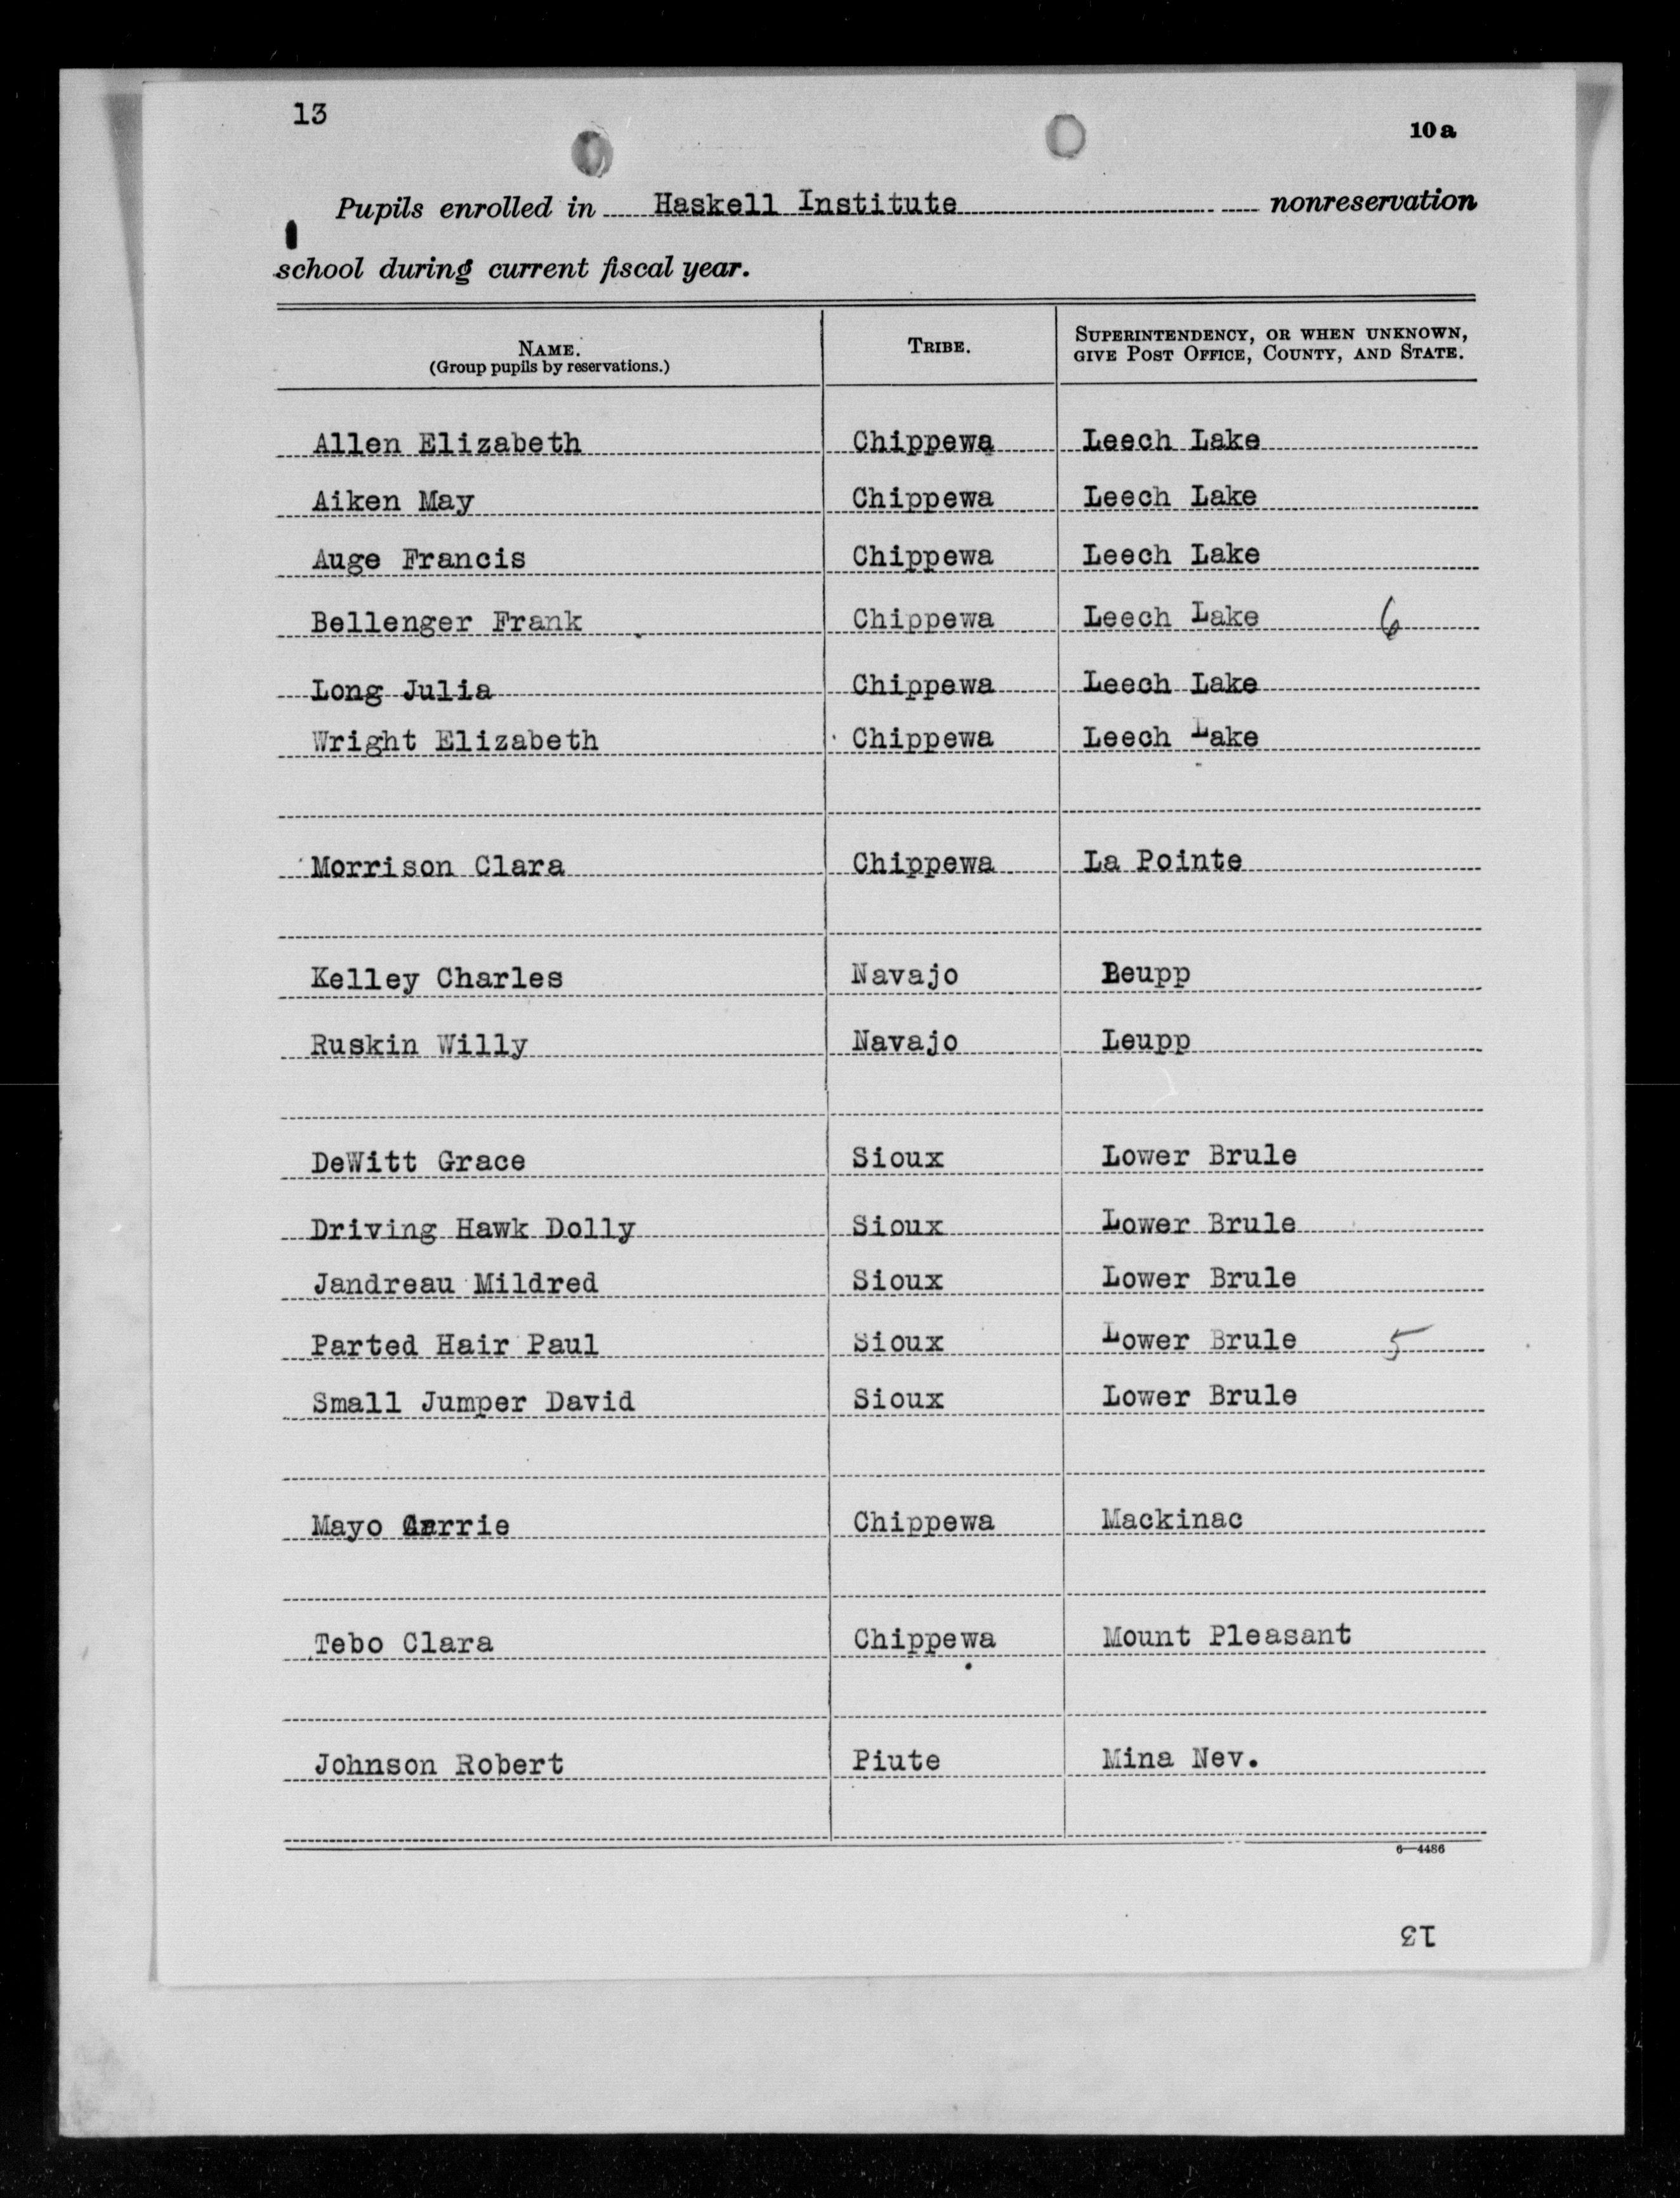 13
10a
Pupils enrolled in Haskell Institute nonreservation
school during current fiscal year.
NAME. (Group pupils by reservations.) TRIBE. SUPERINTENDENCY, OR WHEN UNKNOWN, GIVE POST OFFICE, COUNTY, AND STATE.
Allen Elizabeth Chippewa Leech Lake
Aiken May Chippewa Leech Lake
Auge Francis Chippewa Leech Lake
Bellenger Frank Chippewa Leech Lake 6
Long Julia Chippewa Leech Lake
Wright Elizabeth Chippewa Leech Lake
Morrison Clara Chippewa La Pointe
Kelley Charles Navajo Leupp
Ruskin Willy Navajo Leupp
DeWitt Grace Sioux Lower Brule
Driving Hawk Dolly Sioux Lower Brule
Jandreau Mildred Sioux Lower Brule
Parted Hair Paul Sioux Lower Brule 5
Small Jumper David Sioux Lower Brule
Mayo Carrie Chippewa Mackinac
Tebo Clara Chippewa Mount Pleasant
Johnson Robert Piute Mina Nev.
6—4486
13